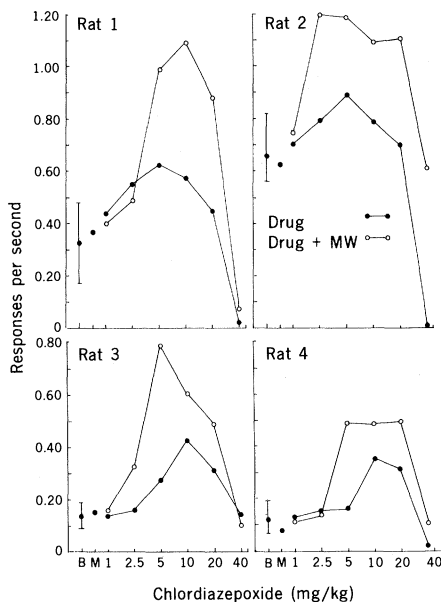 Responses per second
1.20
1.00
0.80
0.60
0.40
0.20
0
Rat 1
Rat 2
Drug
Drug + MW
0.80
0.60
0.40
0.20
0
Rat 3
Rat 4
B M 1 2.5 5 10 20 40
B M 1 2.5 5 10 20 40
Chlordiazepoxide (mg/kg)